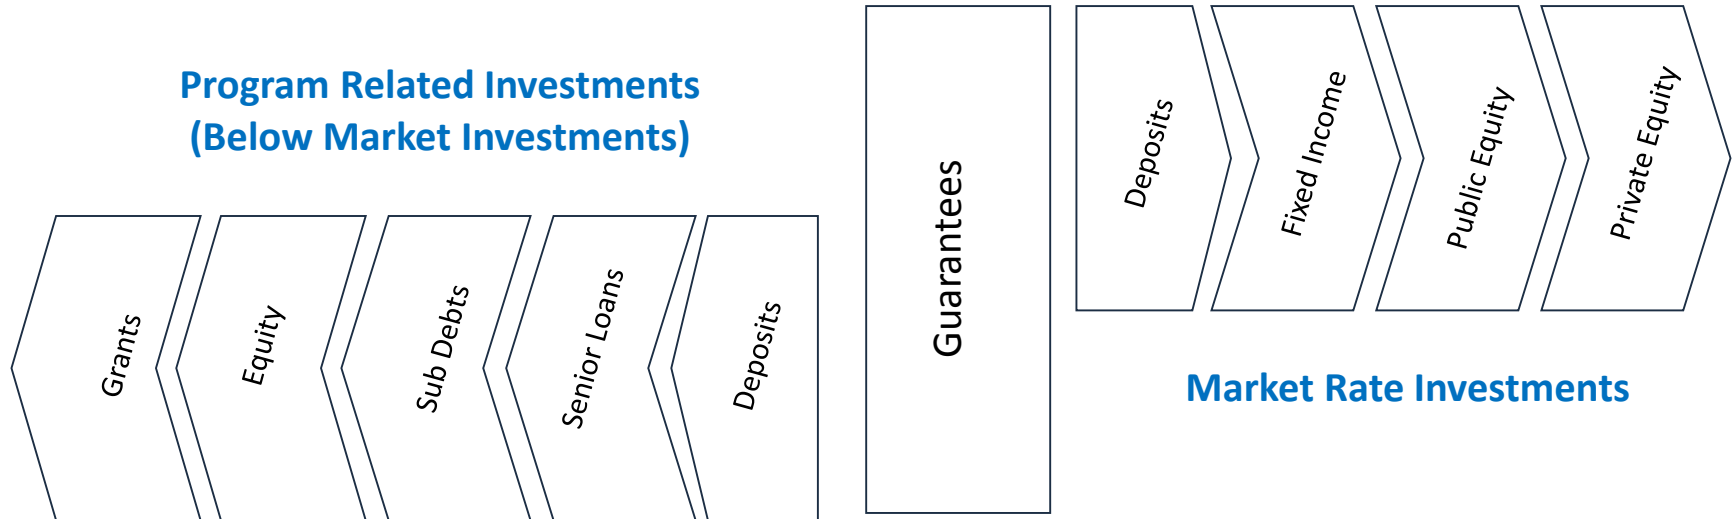 Program Related Investments
(Below Market Investments)
Grants
Equity
Sub Debts
Senior Loans
Deposits
Guarantees
Deposits
Fixed Income
Public Equity
Private Equity
Market Rate Investments